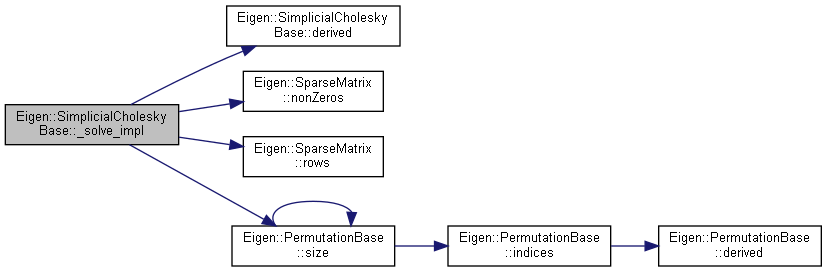 Eigen::SimplicialCholesky
Base::derived
Eigen::SparseMatrix
::nonZeros
Eigen::SimplicialCholesky
Base::_solve_impl
Eigen::SparseMatrix
::rows
Eigen::PermutationBase
::size
Eigen::PermutationBase
::indices
Eigen::PermutationBase
::derived